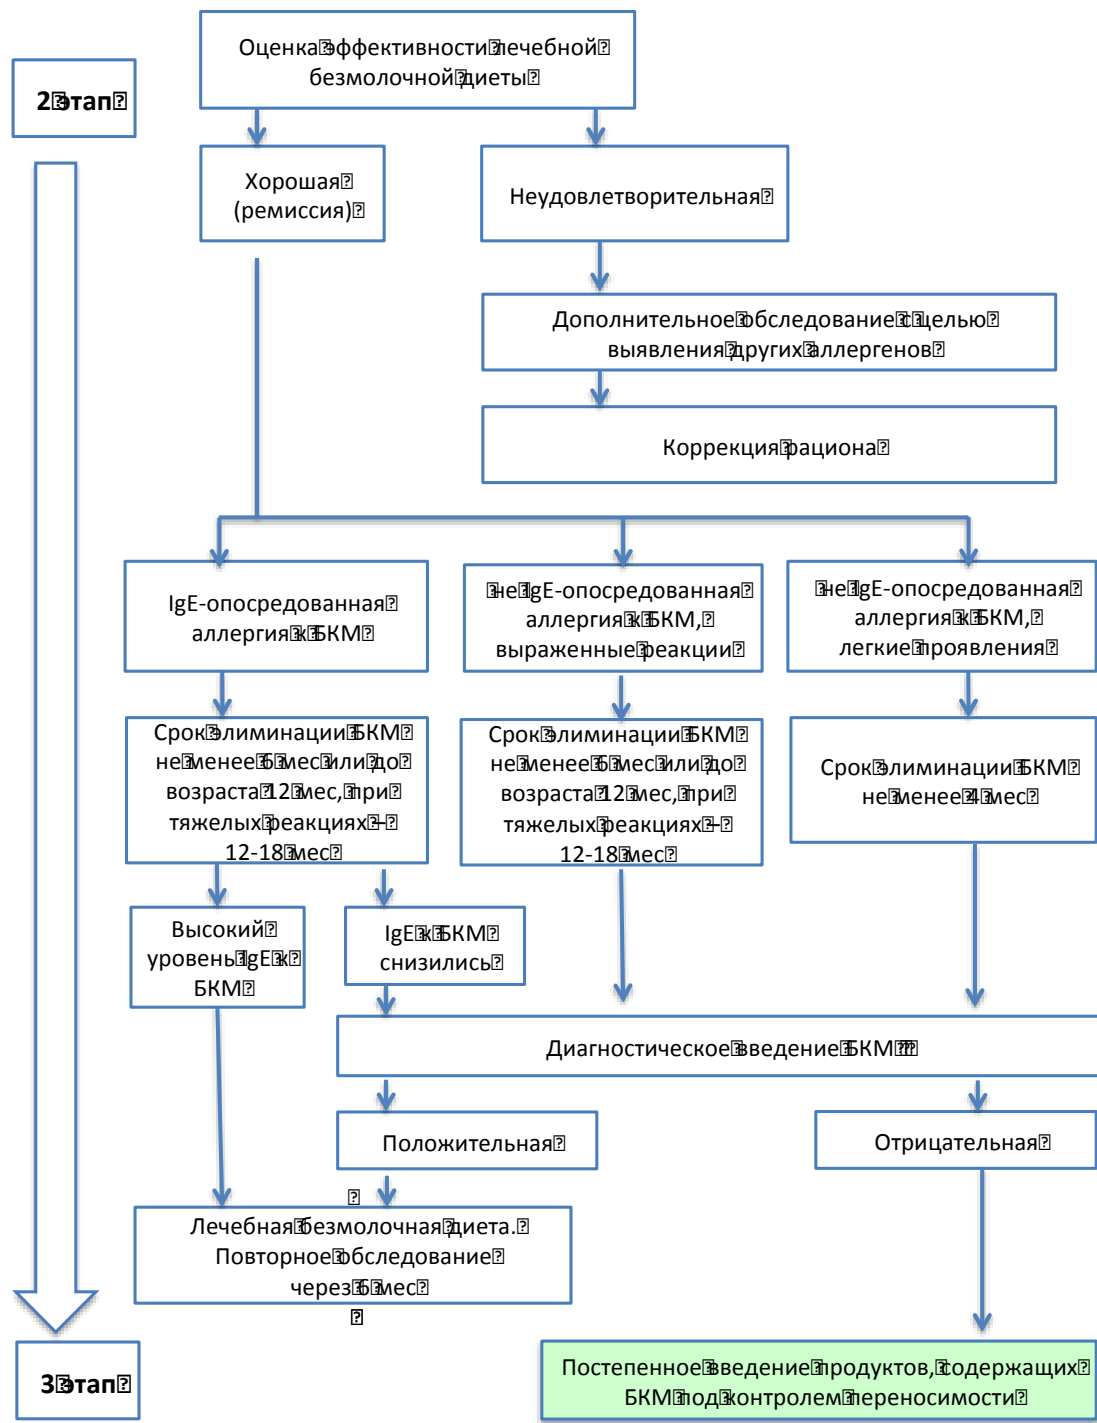 Оценка эффективности лечебной
безмолочной диеты
2 этап
Хорошая
(ремиссия)
Неудовлетворительная
Дополнительное обследование с целью
выявления других аллергенов
Коррекция рациона
IgE-опосредованная
аллергия к БКМ
не IgE-опосредованная
аллергия к БКМ,
выраженные реакции
не IgE-опосредованная
аллергия к БКМ,
легкие проявления
Срок элиминации БКМ
не менее 6 мес или до
возраста 12 мес, при
тяжелых реакциях –
12-18 мес
Срок элиминации БКМ
не менее 6 мес или до
возраста 12 мес, при
тяжелых реакциях –
12-18 мес
Срок элиминации БКМ
не менее 4 мес
Высокий
уровень IgE к
БКМ
IgE к БКМ
снизились
Диагностическое введение БКМ
Положительная
Отрицательная
Лечебная безмолочная диета.
Повторное обследование
через 6 мес
3 этап
Постепенное введение продуктов, содержащих
БКМ под контролем переносимости